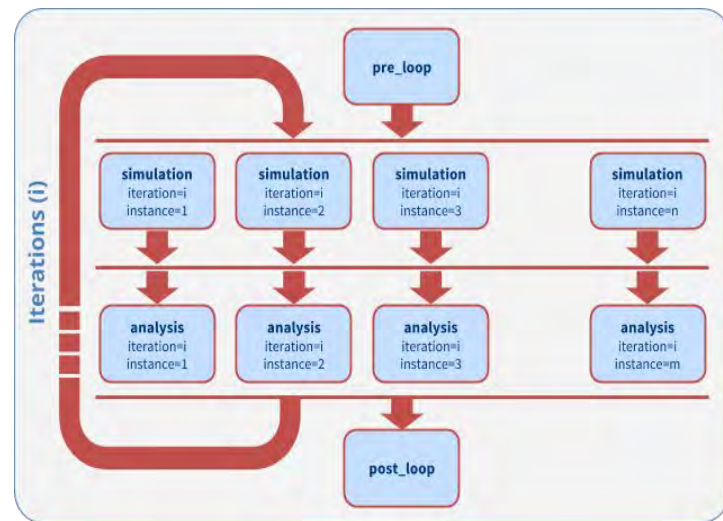 pre_loop
Iterations (i)
simulation
iteration=i
instance=1
simulation
iteration=i
instance=2
simulation
iteration=i
instance=3
simulation
iteration=i
instance=n
analysis
iteration=i
instance=1
analysis
iteration=i
instance=2
analysis
iteration=i
instance=3
analysis
iteration=i
instance=m
post_loop